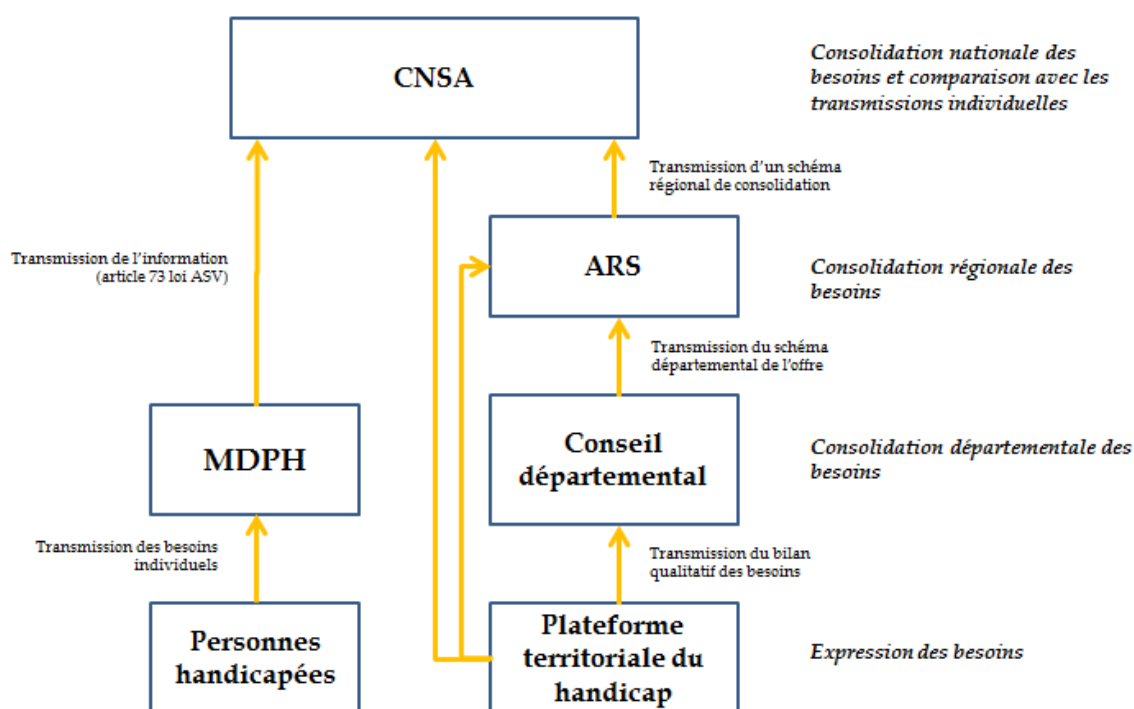 CNSA
Consolidation nationale des
besoins et comparaison avec les
transmissions individuelles
Transmission d'un schéma
régional de consolidation
Transmission de l'information
(article 73 loi ASV)
ARS
Consolidation régionale des
besoins
Transmission du schéma
départemental de l'offre
MDPH
Conseil
départemental
Consolidation départementale des
besoins
Transmission des besoins
individuels
Transmission du bilan
qualitatif des besoins
Personnes
handicapées
Plateforme
territoriale du
handicap
Expression des besoins